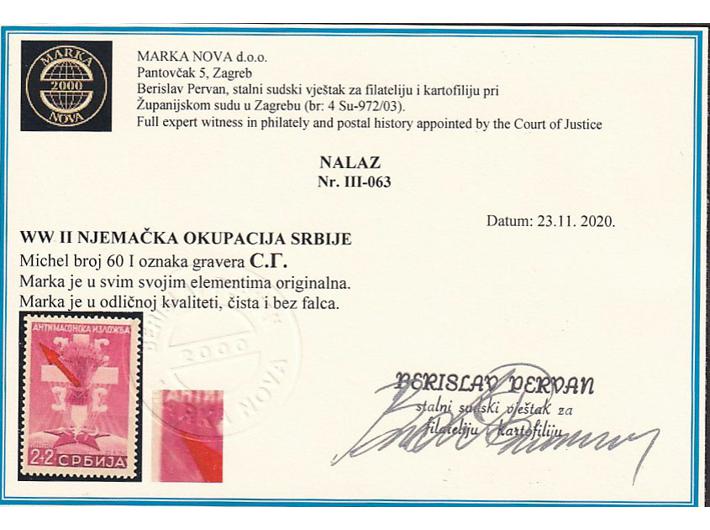 MARKA
2000
NOVA
MARKA NOVA d.o.o.
Pantovčak 5, Zagreb
Berislav Pervan, stalni sudski vještak za filateliju i kartofiliju pri
Županijskom sudu u Zagrebu (br: 4 Su-972/03).
Full expert witness in philately and postal history appointed by the Court of Justice
NALAZ
Nr. III-063
Datum: 23.11. 2020.
WW II NJEMAČKA OKUPACIJA SRBIJE
Michel broj 60 I oznaka gravera С.Г.
Marka je u svim svojim elementima originalna.
Marka je u odličnoj kvaliteti, čista i bez falca.
АНТИМАСОНСКА ИЗЛОЖБА
2+2 СРБИЈА
АНТИ
2000
MARKA NOVA
BERISLAV PERVAN
stalni sudski vještak za
filateliju i kartofiliju